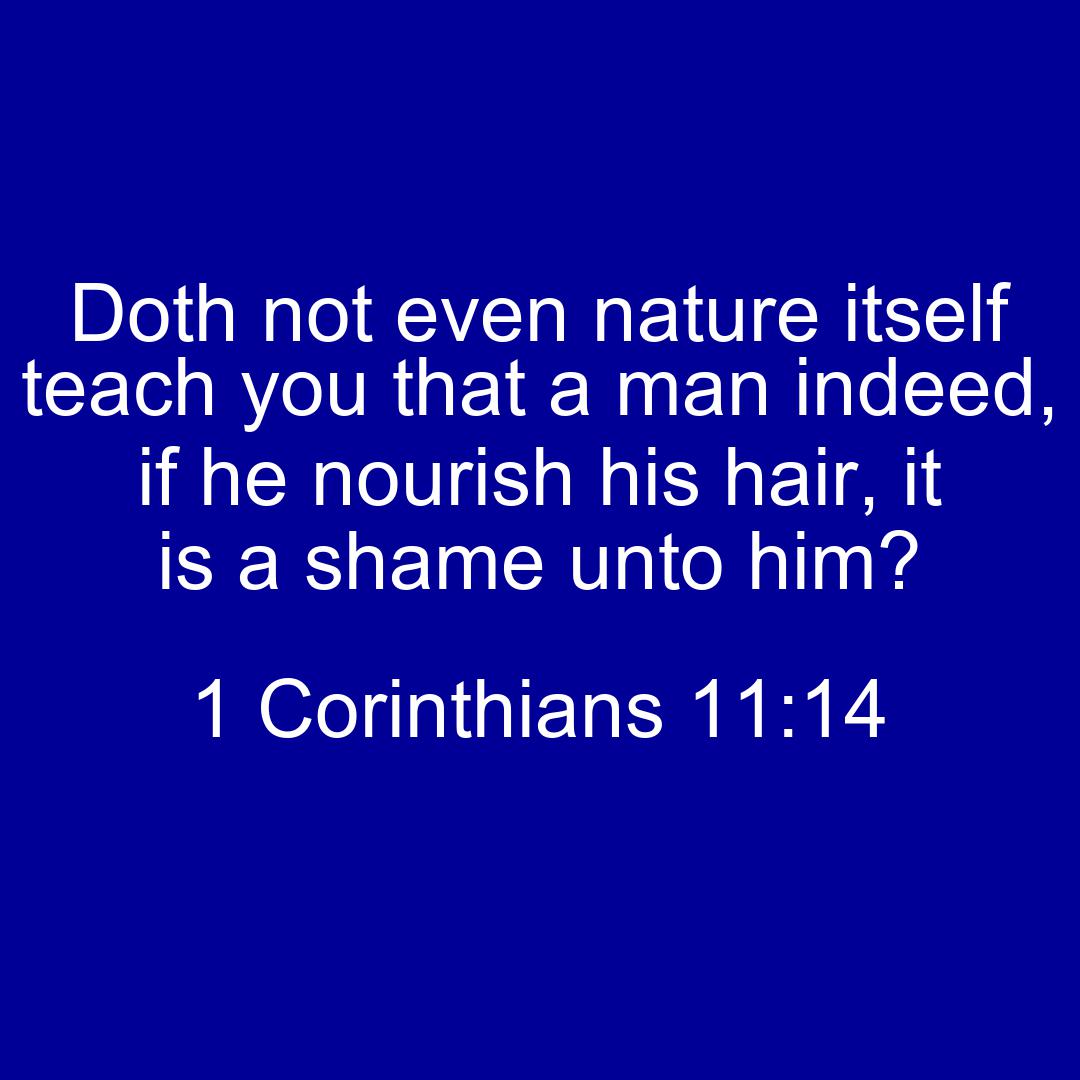 Doth not even nature itself
teach you that a man indeed,
if he nourish his hair, it
is a shame unto him?
1 Corinthians 11:14